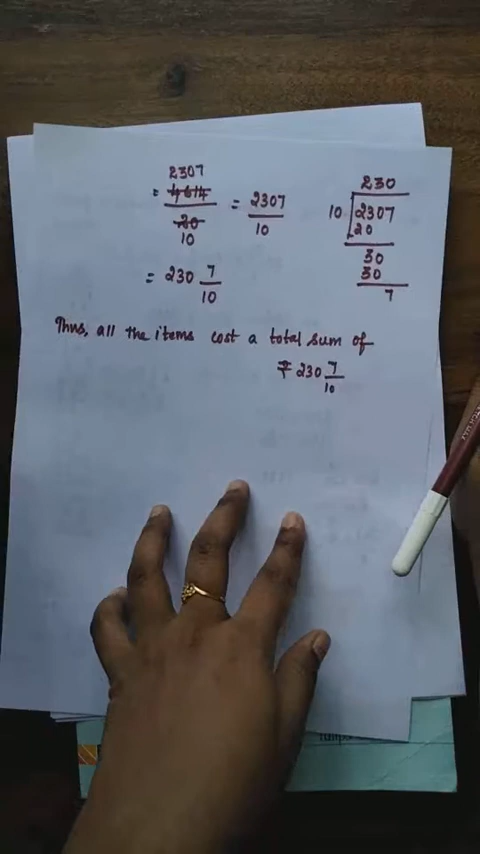 2307
= 4614/20 = 2307/10
10
= 230 7/10
230
10 2307
20
30
30
7
Thus, all the items cost a total sum of
₹ 230 7/10